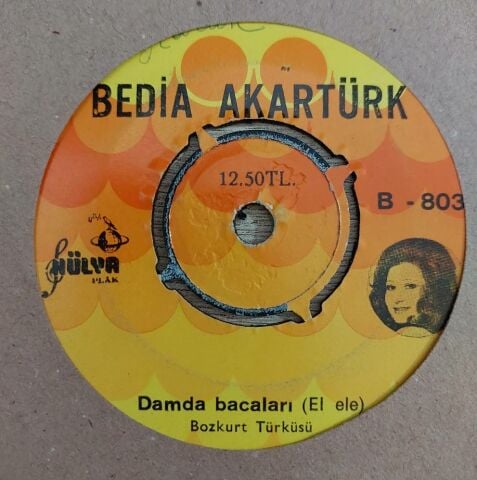 BEDİA AKARTÜRK
12.50TL.
B - 803
HÜLYA
PLAK
Damda bacaları (El ele)
Bozkurt Türküsü